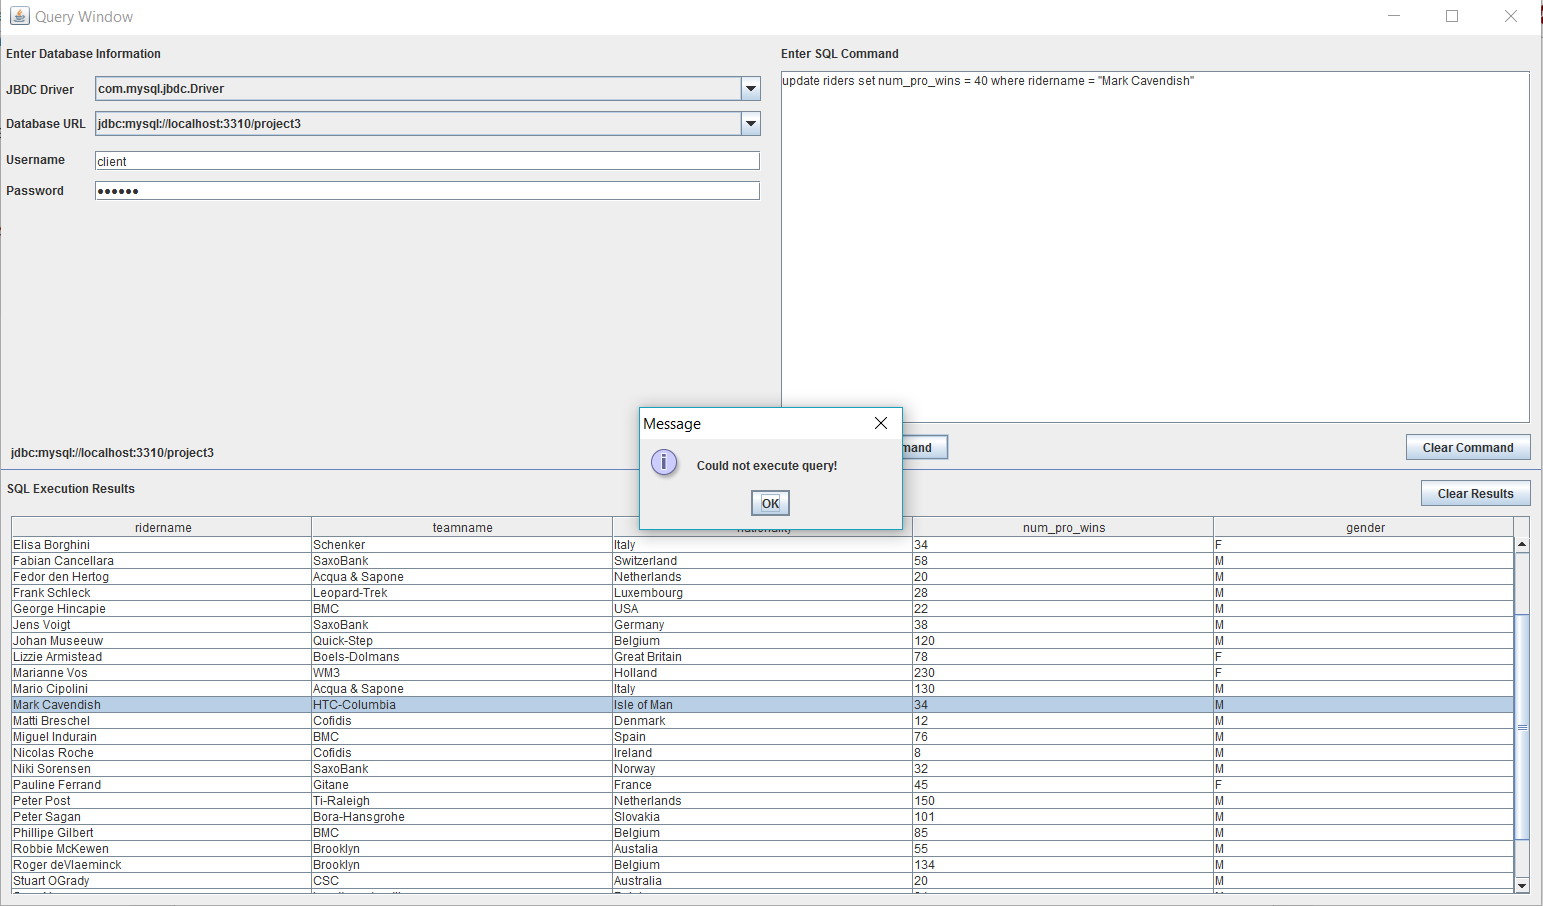 Query Window
Enter Database Information
JBDC Driver com.mysql.jbdc.Driver
Database URL jdbc:mysql://localhost:3310/project3
Username client
Password ••••••
jdbc:mysql://localhost:3310/project3
Enter SQL Command
update riders set num_pro_wins = 40 where ridername = "Mark Cavendish"
mand
Clear Command
Message
Could not execute query!
OK
SQL Execution Results
Clear Results
ridername teamname nationality num_pro_wins gender
Elisa Borghini Schenker Italy 34 F
Fabian Cancellara SaxoBank Switzerland 58 M
Fedor den Hertog Acqua & Sapone Netherlands 20 M
Frank Schleck Leopard-Trek Luxembourg 28 M
George Hincapie BMC USA 22 M
Jens Voigt SaxoBank Germany 38 M
Johan Museeuw Quick-Step Belgium 120 M
Lizzie Armistead Boels-Dolmans Great Britain 78 F
Marianne Vos WM3 Holland 230 F
Mario Cipolini Acqua & Sapone Italy 130 M
Mark Cavendish HTC-Columbia Isle of Man 34 M
Matti Breschel Cofidis Denmark 12 M
Miguel Indurain BMC Spain 76 M
Nicolas Roche Cofidis Ireland 8 M
Niki Sorensen SaxoBank Norway 32 M
Pauline Ferrand Gitane France 45 F
Peter Post Ti-Raleigh Netherlands 150 M
Peter Sagan Bora-Hansgrohe Slovakia 101 M
Phillipe Gilbert BMC Belgium 85 M
Robbie McKewen Brooklyn Austalia 55 M
Roger deVlaeminck Brooklyn Belgium 134 M
Stuart OGrady CSC Australia 20 M